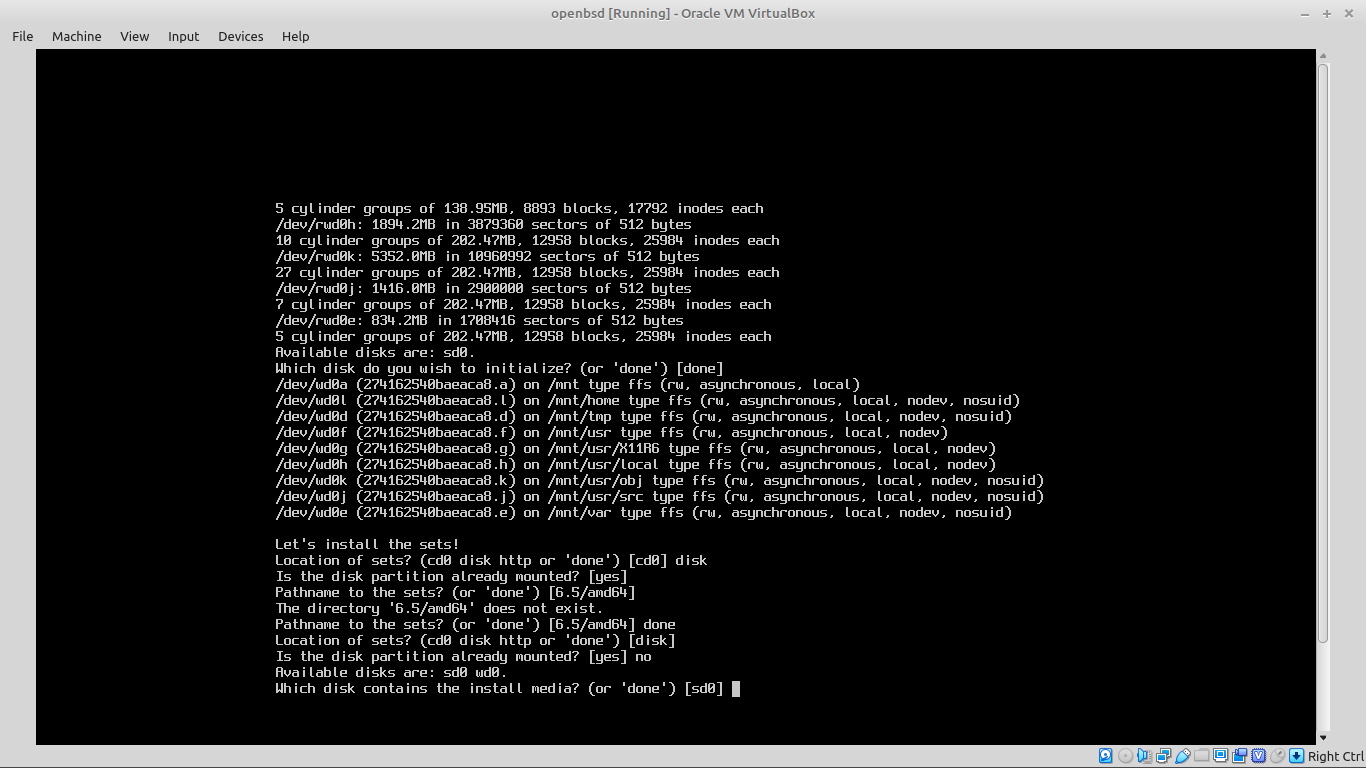 openbsd [Running] - Oracle VM VirtualBox
File Machine View Input Devices Help
5 cylinder groups of 138.95MB, 8893 blocks, 17792 inodes each
/dev/rwd0h: 1894.2MB in 3879360 sectors of 512 bytes
10 cylinder groups of 202.47MB, 12958 blocks, 25984 inodes each
/dev/rwd0k: 5352.0MB in 10960992 sectors of 512 bytes
27 cylinder groups of 202.47MB, 12958 blocks, 25984 inodes each
/dev/rwd0j: 1416.0MB in 2900000 sectors of 512 bytes
7 cylinder groups of 202.47MB, 12958 blocks, 25984 inodes each
/dev/rwd0e: 834.2MB in 1708416 sectors of 512 bytes
5 cylinder groups of 202.47MB, 12958 blocks, 25984 inodes each
Available disks are: sd0.
Which disk do you wish to initialize? (or 'done') [done]
/dev/wd0a (274162540baeaca8.a) on /mnt type ffs (rw, asynchronous, local)
/dev/wd0l (274162540baeaca8.l) on /mnt/home type ffs (rw, asynchronous, local, nodev, nosuid)
/dev/wd0d (274162540baeaca8.d) on /mnt/tmp type ffs (rw, asynchronous, local, nodev, nosuid)
/dev/wd0f (274162540baeaca8.f) on /mnt/usr type ffs (rw, asynchronous, local, nodev)
/dev/wd0g (274162540baeaca8.g) on /mnt/usr/X11R6 type ffs (rw, asynchronous, local, nodev)
/dev/wd0h (274162540baeaca8.h) on /mnt/usr/local type ffs (rw, asynchronous, local, nodev)
/dev/wd0k (274162540baeaca8.k) on /mnt/usr/obj type ffs (rw, asynchronous, local, nodev, nosuid)
/dev/wd0j (274162540baeaca8.j) on /mnt/usr/src type ffs (rw, asynchronous, local, nodev, nosuid)
/dev/wd0e (274162540baeaca8.e) on /mnt/var type ffs (rw, asynchronous, local, nodev, nosuid)
Let's install the sets!
Location of sets? (cd0 disk http or 'done') [cd0] disk
Is the disk partition already mounted? [yes]
Pathname to the sets? (or 'done') [6.5/amd64]
The directory '6.5/amd64' does not exist.
Pathname to the sets? (or 'done') [6.5/amd64] done
Location of sets? (cd0 disk http or 'done') [disk]
Is the disk partition already mounted? [yes] no
Available disks are: sd0 wd0.
Which disk contains the install media? (or 'done') [sd0]
Right Ctrl